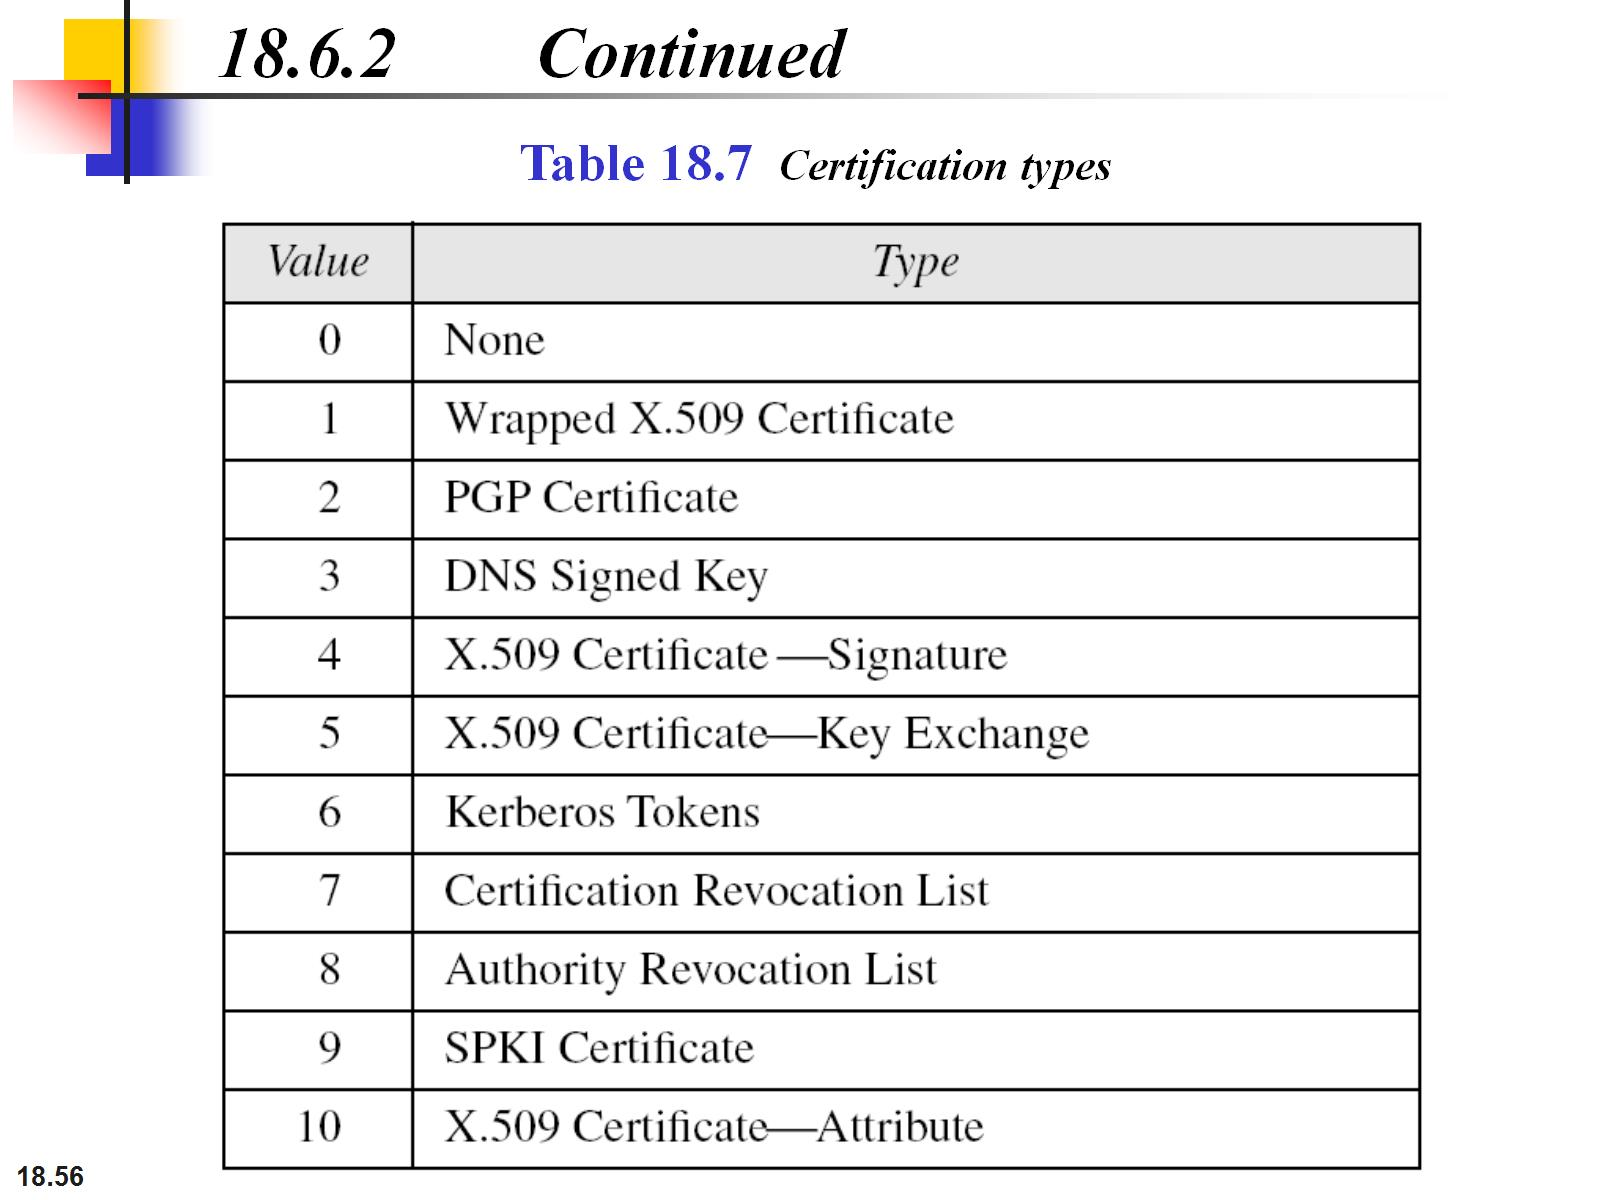 18.6.2 Continued
Table 18.7 Certification types
Value Type
0 None
1 Wrapped X.509 Certificate
2 PGP Certificate
3 DNS Signed Key
4 X.509 Certificate—Signature
5 X.509 Certificate—Key Exchange
6 Kerberos Tokens
7 Certification Revocation List
8 Authority Revocation List
9 SPKI Certificate
10 X.509 Certificate—Attribute
18.56